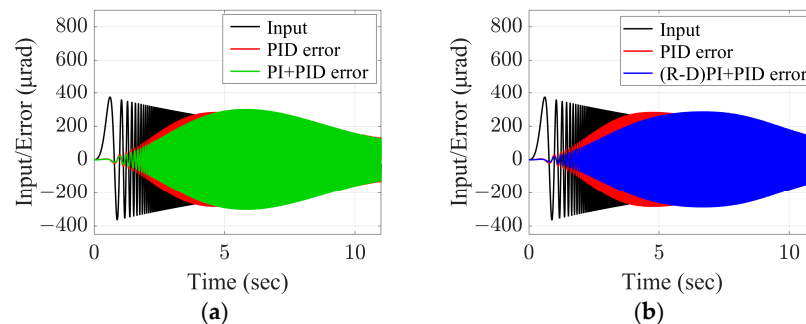 800
600
400
200
0
−200
−400
Input/Error (μrad)
Input
PID error
PI+PID error
0
5
10
Time (sec)
(a)
800
600
400
200
0
−200
−400
Input/Error (μrad)
Input
PID error
(R-D)PI+PID error
0
5
10
Time (sec)
(b)